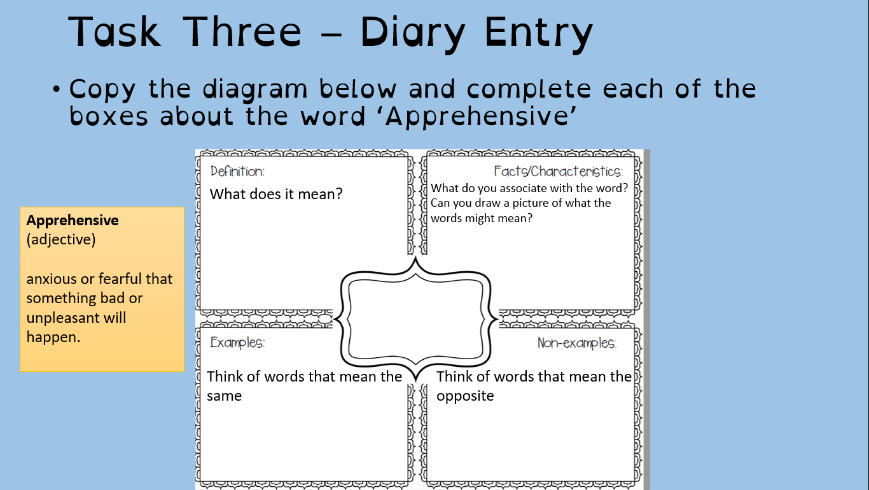 Task Three – Diary Entry
• Copy the diagram below and complete each of the
boxes about the word ‘Apprehensive’
Apprehensive
(adjective)
anxious or fearful that
something bad or
unpleasant will
happen.
Definition:
What does it mean?
Facts/Characteristics:
What do you associate with the word?
Can you draw a picture of what the
words might mean?
Examples:
Think of words that mean the
same
Non-examples:
Think of words that mean the
opposite